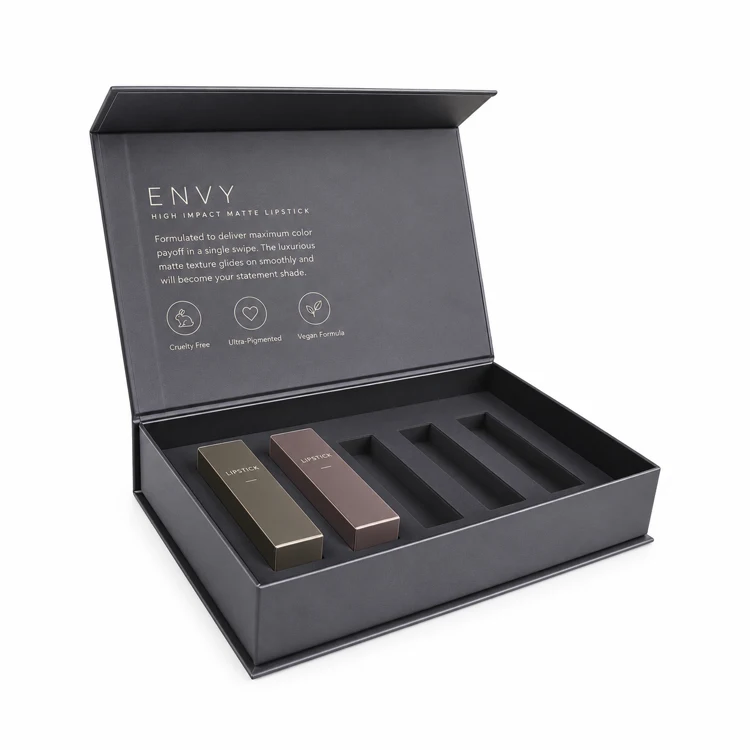 ENVY
HIGH IMPACT MATTE LIPSTICK
Formulated to deliver maximum color
payoff in a single swipe. The luxurious
matte texture glides on smoothly and
will become your statement shade.
Cruelty Free
Ultra-Pigmented
Vegan Formula
LIPSTICK
LIPSTICK